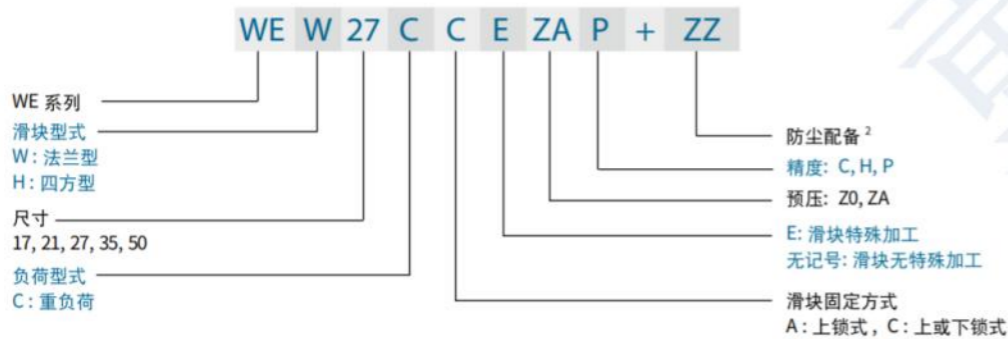 WE W 27 C C E ZA P + ZZ
WE 系列
滑块型式
W: 法兰型
H: 四方型
尺寸
17, 21, 27, 35, 50
负荷型式
C: 重负荷
防尘配备 2
精度: C, H, P
预压: Z0, ZA
E: 滑块特殊加工
无记号: 滑块无特殊加工
滑块固定方式
A: 上锁式, C: 上或下锁式